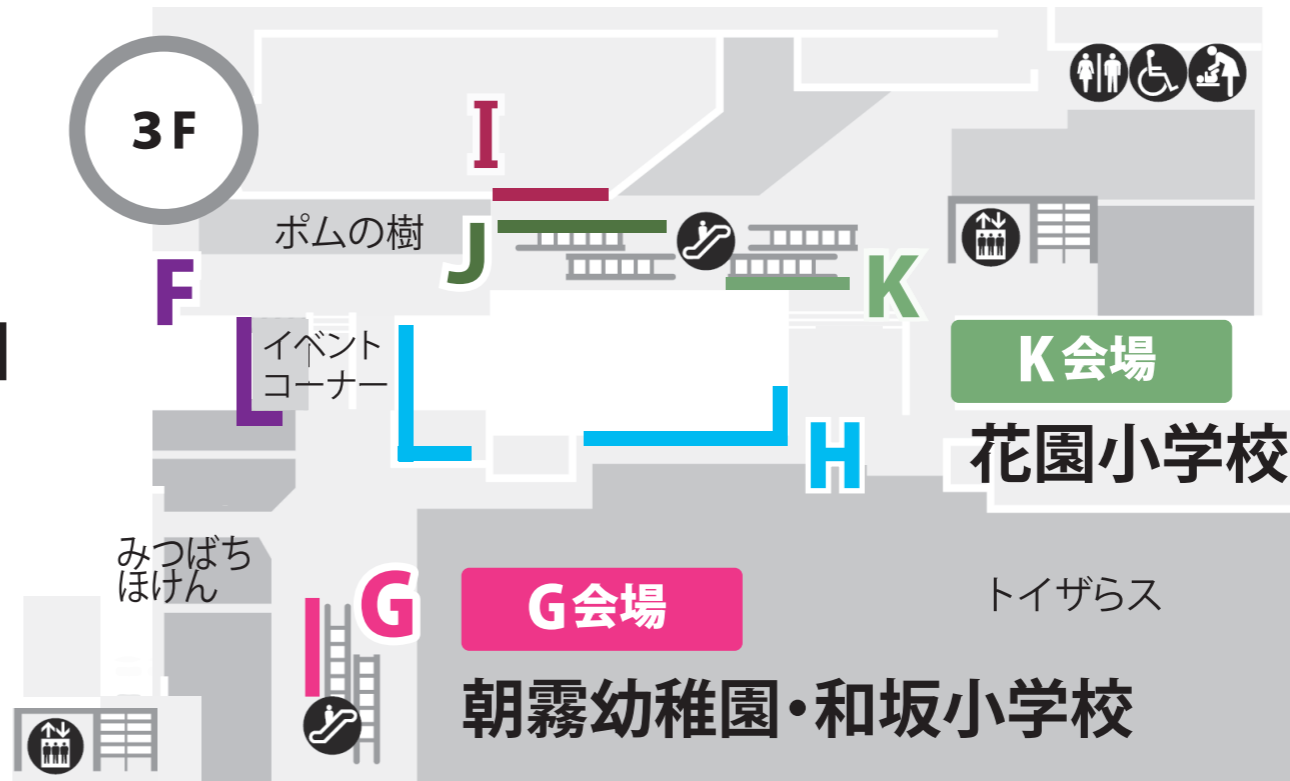 3F
I
ポムの樹
J
F
K
イベント
コーナー
K会場
花園小学校
H
みつばち
ほけん
G
G会場
トイザらス
朝霧幼稚園・和坂小学校